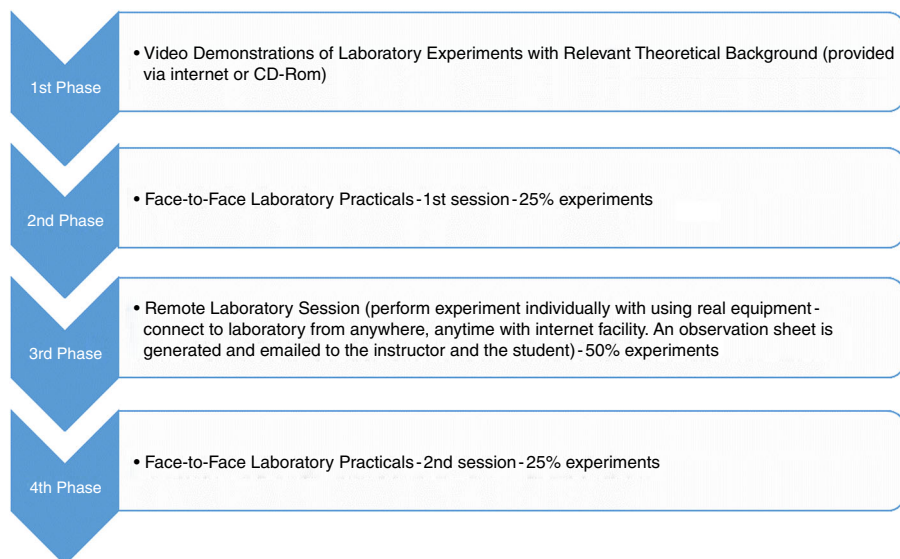 1st Phase
• Video Demonstrations of Laboratory Experiments with Relevant Theoretical Background (provided
via internet or CD-Rom)
2nd Phase
• Face-to-Face Laboratory Practicals-1st session-25% experiments
3rd Phase
• Remote Laboratory Session (perform experiment individually with using real equipment-
connect to laboratory from anywhere, anytime with internet facility. An observation sheet is
generated and emailed to the instructor and the student)-50% experiments
4th Phase
• Face-to-Face Laboratory Practicals-2nd session-25% experiments